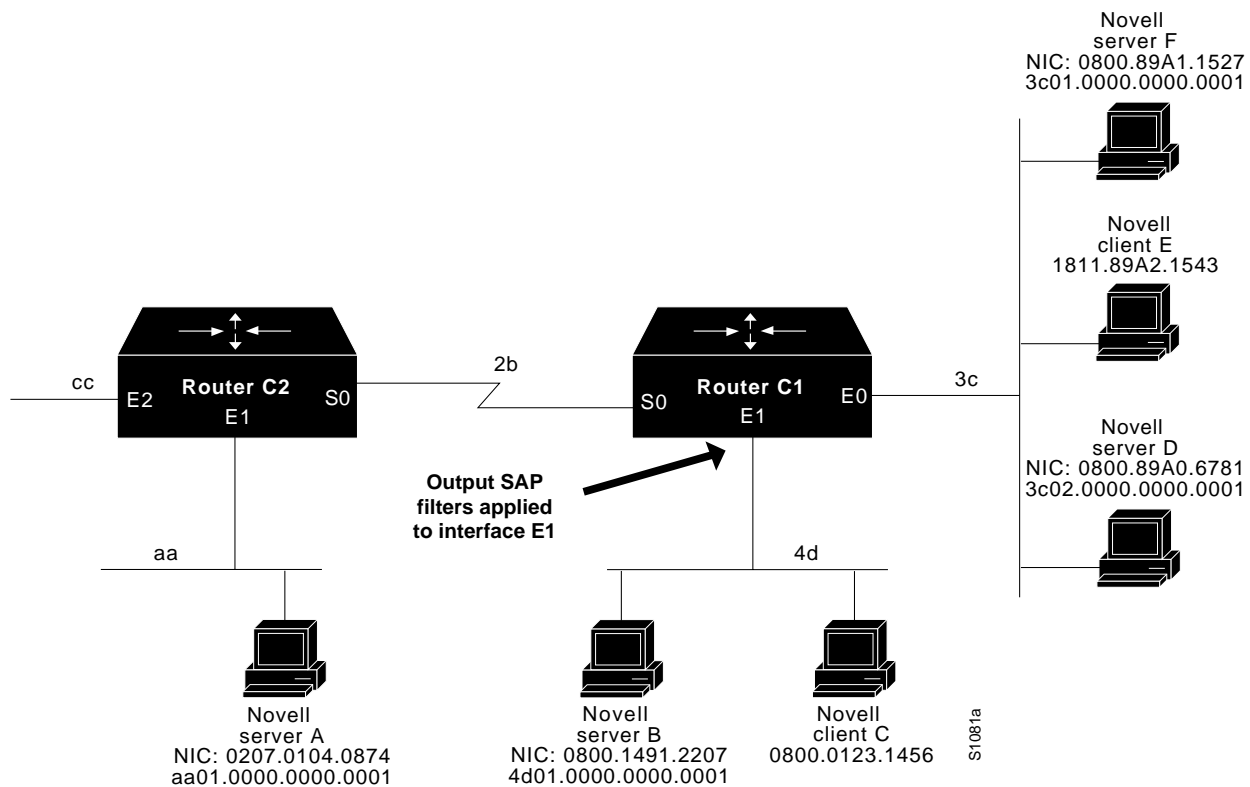 Novell
server F
NIC: 0800.89A1.1527
3c01.0000.0000.0001
Novell
client E
1811.89A2.1543
cc
E2
Router C2
E1
S0
2b
S0
Router C1
E1
E0
3c
Novell
server D
NIC: 0800.89A0.6781
3c02.0000.0000.0001
Output SAP
filters applied
to interface E1
aa
4d
Novell
server A
NIC: 0207.0104.0874
aa01.0000.0000.0001
Novell
server B
NIC: 0800.1491.2207
4d01.0000.0000.0001
Novell
client C
0800.0123.1456
S1081a